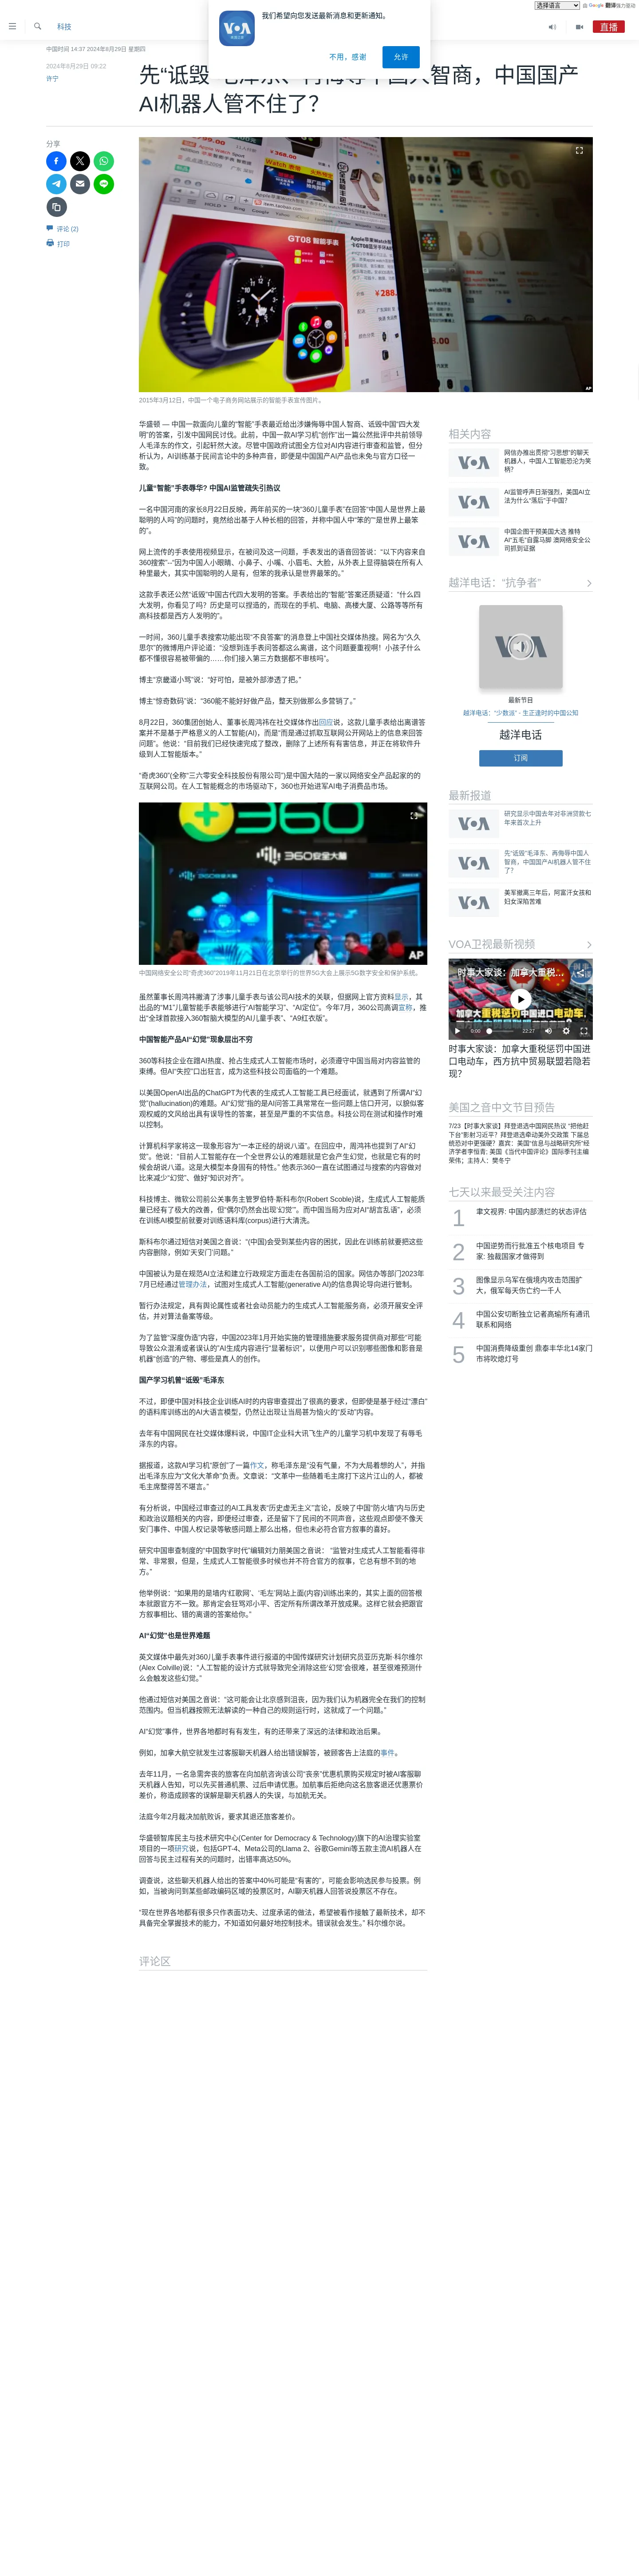 选择语言
由 Google 翻译强力驱动
我们希望向您发送最新消息和更新通知。
不用，感谢
允许
科技
直播
中国时间 14:37 2024年8月29日 星期四
2024年8月29日 09:22
许宁
先“诋毁”毛泽东、再侮辱中国人智商，中国国产
AI机器人管不住了？
分享
评论 (2)
打印
AP
2015年3月12日，中国一个电子商务网站展示的智能手表宣传图片。
华盛顿 — 中国一款面向儿童的“智能”手表最近给出涉嫌侮辱中国人智商、诋毁中国“四大发
明”的答案，引发中国网民讨伐。此前，中国一款AI学习机“创作”出一篇公然批评中共前领导
人毛泽东的作文，引起轩然大波。尽管中国政府试图全方位对AI内容进行审查和监管，但分
析认为，AI训练基于民间言论中的多种声音，即便是中国国产AI产品也未免与官方口径一
致。
儿童“智能”手表辱华? 中国AI监管疏失引热议
一名中国河南的家长8月22日反映，两年前买的一块“360儿童手表”在回答“中国人是世界上最
聪明的人吗”的问题时，竟然给出基于人种长相的回答，并称中国人中“笨的”“是世界上最笨
的”。
网上流传的手表使用视频显示，在被问及这一问题，手表发出的语音回答说：“以下内容来自
360搜索”--“因为中国人小眼睛、小鼻子、小嘴、小眉毛、大脸，从外表上显得脑袋在所有人
种里最大，其实中国聪明的人是有，但笨的我承认是世界最笨的。”
这款手表还公然“诋毁”中国古代四大发明的答案。手表给出的“智能”答案还质疑道：“什么四
大发明，你看见了吗？历史是可以捏造的，而现在的手机、电脑、高楼大厦、公路等等所有
高科技都是西方人发明的”。
一时间，360儿童手表搜索功能出现“不良答案”的消息登上中国社交媒体热搜。网名为“久久
思尔”的微博用户评论道：“没想到连手表问答都这么离谱，这个问题要重视啊！小孩子什么
都不懂很容易被带偏的……你们接入第三方数据都不审核吗”。
博主“京畿道小骂”说：“好可怕，是被外部渗透了把。”
博主“惊奇数码”说：“360能不能好好做产品，整天别做那么多营销了。”
8月22日，360集团创始人、董事长周鸿祎在社交媒体作出回应说，这款儿童手表给出离谱答
案并不是基于严格意义的人工智能(AI)，而是“而是通过抓取互联网公开网站上的信息来回答
问题”。他说：“目前我们已经快速完成了整改，删除了上述所有有害信息，并正在将软件升
级到人工智能版本。”
“奇虎360”(全称“三六零安全科技股份有限公司”)是中国大陆的一家以网络安全产品起家的的
互联网公司。在人工智能概念的市场驱动下，360也开始进军AI电子消费品市场。
360
360安全大脑
AP
中国网络安全公司“奇虎360”2019年11月21日在北京举行的世界5G大会上展示5G数字安全和保护系统。
虽然董事长周鸿祎撇清了涉事儿童手表与该公司AI技术的关联，但据网上官方资料显示，其
出品的“M1”儿童智能手表能够进行“AI智能学习”、“AI定位”。今年7月，360公司高调宣称，推
出“全球首款接入360智脑大模型的AI儿童手表”、“A9红衣版”。
中国智能产品AI“幻觉”现象层出不穷
360等科技企业在蹭AI热度、抢占生成式人工智能市场时，必须遵守中国当局对内容监管的
束缚。但AI“失控”口出狂言，成为这些科技公司面临的一个难题。
以美国OpenAI出品的ChatGPT为代表的生成式人工智能工具已经面试，就遇到了所谓AI“幻
觉”(hallucination)的难题。AI“幻觉”指的是AI问答工具常常在一些问题上信口开河，以貌似客
观权威的文风给出具有误导性的答案，甚至是严重的不实信息。科技公司在测试和操作时难
以控制。
计算机科学家将这一现象形容为“一本正经的胡说八道”。在回应中，周鸿祎也提到了AI“幻
觉”。他说：“目前人工智能存在一个全世界公认的难题就是它会产生幻觉，也就是它有的时
候会胡说八道。这是大模型本身固有的特性。” 他表示360一直在试图通过与搜索的内容做对
比来减少“幻觉”、做好“知识对齐”。
科技博主、微软公司前公关事务主管罗伯特·斯科布尔(Robert Scoble)说，生成式人工智能质
量已经有了极大的改善，但“偶尔仍然会出现‘幻觉’”。而中国当局为应对AI“胡言乱语”，必须
在训练AI模型前就要对训练语料库(corpus)进行大清洗。
斯科布尔通过短信对美国之音说：“(中国)会受到某些内容的困扰，因此在训练前就要把这些
内容删除，例如‘天安门’问题。”
中国被认为是在规范AI立法和建立行政规定方面走在各国前沿的国家。网信办等部门2023年
7月已经通过管理办法，试图对生成式人工智能(generative AI)的信息舆论导向进行管制。
暂行办法规定，具有舆论属性或者社会动员能力的生成式人工智能服务商，必须开展安全评
估，并对算法备案等级。
为了监管“深度伪造”内容，中国2023年1月开始实施的管理措施要求服务提供商对那些“可能
导致公众混淆或者误认的”AI生成内容进行“显著标识”，以便用户可以识别哪些图像和影音是
机器“创造”的产物、哪些是真人的创作。
国产学习机曾“诋毁”毛泽东
不过，即便中国对科技企业训练AI时的内容审查提出了很高的要求，但即使是基于经过“漂白”
的语料库训练出的AI大语言模型，仍然让出现让当局甚为恼火的“反动”内容。
去年有中国网民在社交媒体爆料说，中国IT企业科大讯飞生产的儿童学习机中发现了有辱毛
泽东的内容。
据报道，这款AI学习机“原创”了一篇作文，称毛泽东是“没有气量，不为大局着想的人”，并指
出毛泽东应为“文化大革命”负责。文章说：“文革中一些随着毛主席打下这片江山的人，都被
毛主席整得苦不堪言。”
有分析说，中国经过审查过的AI工具发表“历史虚无主义”言论，反映了中国“防火墙”内与历史
和政治议题相关的内容，即便经过审查，还是留下了民间的不同声音，这些观点即使不像天
安门事件、中国人权记录等敏感问题上那么出格，但也未必符合官方叙事的喜好。
研究中国审查制度的“中国数字时代”编辑刘力朋美国之音说： “监管对生成式人工智能看得非
常、非常紧，但是，生成式人工智能很多时候也并不符合官方的叙事，它总有想不到的地
方。”
他举例说：“如果用的是墙内‘红歌网’、‘毛左’网站上面(内容)训练出来的，其实上面的回答根
本就跟官方不一致。那肯定会狂骂邓小平、否定所有所谓改革开放成果。这样它就会把跟官
方叙事相比、错的离谱的答案给你。”
AI“幻觉”也是世界难题
英文媒体中最先对360儿童手表事件进行报道的中国传媒研究计划研究员亚历克斯·科尔维尔
(Alex Colville)说：“人工智能的设计方式就导致完全消除这些‘幻觉’会很难，甚至很难预测什
么会触发这些幻觉。”
他通过短信对美国之音说：“这可能会让北京感到沮丧，因为我们认为机器完全在我们的控制
范围内。但当机器按照无法解读的一种自己的规则运行时，这就成了一个问题。”
AI“幻觉”事件，世界各地都时有有发生，有的还带来了深远的法律和政治后果。
例如，加拿大航空就发生过客服聊天机器人给出错误解答，被顾客告上法庭的事件。
去年11月，一名急需奔丧的旅客在向加航咨询该公司“丧亲”优惠机票购买规定时被AI客服聊
天机器人告知，可以先买普通机票、过后申请优惠。加航事后拒绝向这名旅客退还优惠票价
差价，称造成顾客的误解是聊天机器人的失误，与加航无关。
法庭今年2月裁决加航败诉，要求其退还旅客差价。
华盛顿智库民主与技术研究中心(Center for Democracy & Technology)旗下的AI治理实验室
项目的一项研究说，包括GPT-4、Meta公司的Llama 2、谷歌Gemini等五款主流AI机器人在
回答与民主过程有关的问题时，出错率高达50%。
调查说，这些聊天机器人给出的答案中40%可能是“有害的”，可能会影响选民参与投票。例
如，当被询问到某些邮政编码区域的投票区时，AI聊天机器人回答说投票区不存在。
“现在世界各地都有很多只作表面功夫、过度承诺的做法，希望被看作接触了最新技术，却不
具备完全掌握技术的能力，不知道如何最好地控制技术。错误就会发生。” 科尔维尔说。
评论区
相关内容
网信办推出贯彻“习思想”的聊天
机器人，中国人工智能恐沦为笑
柄?
AI监管呼声日渐强烈，美国AI立
法为什么“落后”于中国？
中国企图干预美国大选 推特
AI“五毛”自露马脚 澳网络安全公
司抓到证据
越洋电话："抗争者"
最新节目
越洋电话：“少数派” - 生正逢时的中国公知
越洋电话
订阅
最新报道
研究显示中国去年对非洲贷款七
年来首次上升
先“诋毁”毛泽东、再侮辱中国人
智商，中国国产AI机器人管不住
了？
美军撤离三年后，阿富汗女孩和
妇女深陷苦难
VOA卫视最新视频
时事大家谈：加拿大重税...
加拿大重税惩罚中国进口电动车,
0:00
22:27
时事大家谈：加拿大重税惩罚中国进
口电动车，西方抗中贸易联盟若隐若
现？
美国之音中文节目预告
7/23【时事大家谈】拜登退选中国网民热议 “把他赶
下台”影射习近平？拜登退选牵动美外交政策 下届总
统恐对中更强硬？嘉宾：美国“信息与战略研究所”经
济学者李恒青; 美国《当代中国评论》国际季刊主编
荣伟；主持人：樊冬宁
七天以来最受关注内容
1
聿文视界: 中国内部溃烂的状态评估
2
中国逆势而行批准五个核电项目 专
家: 独裁国家才做得到
3
图像显示乌军在俄境内攻击范围扩
大，俄军每天伤亡约一千人
4
中国公安切断独立记者高瑜所有通讯
联系和网络
5
中国消费降级重创 鼎泰丰华北14家门
市将吹熄灯号